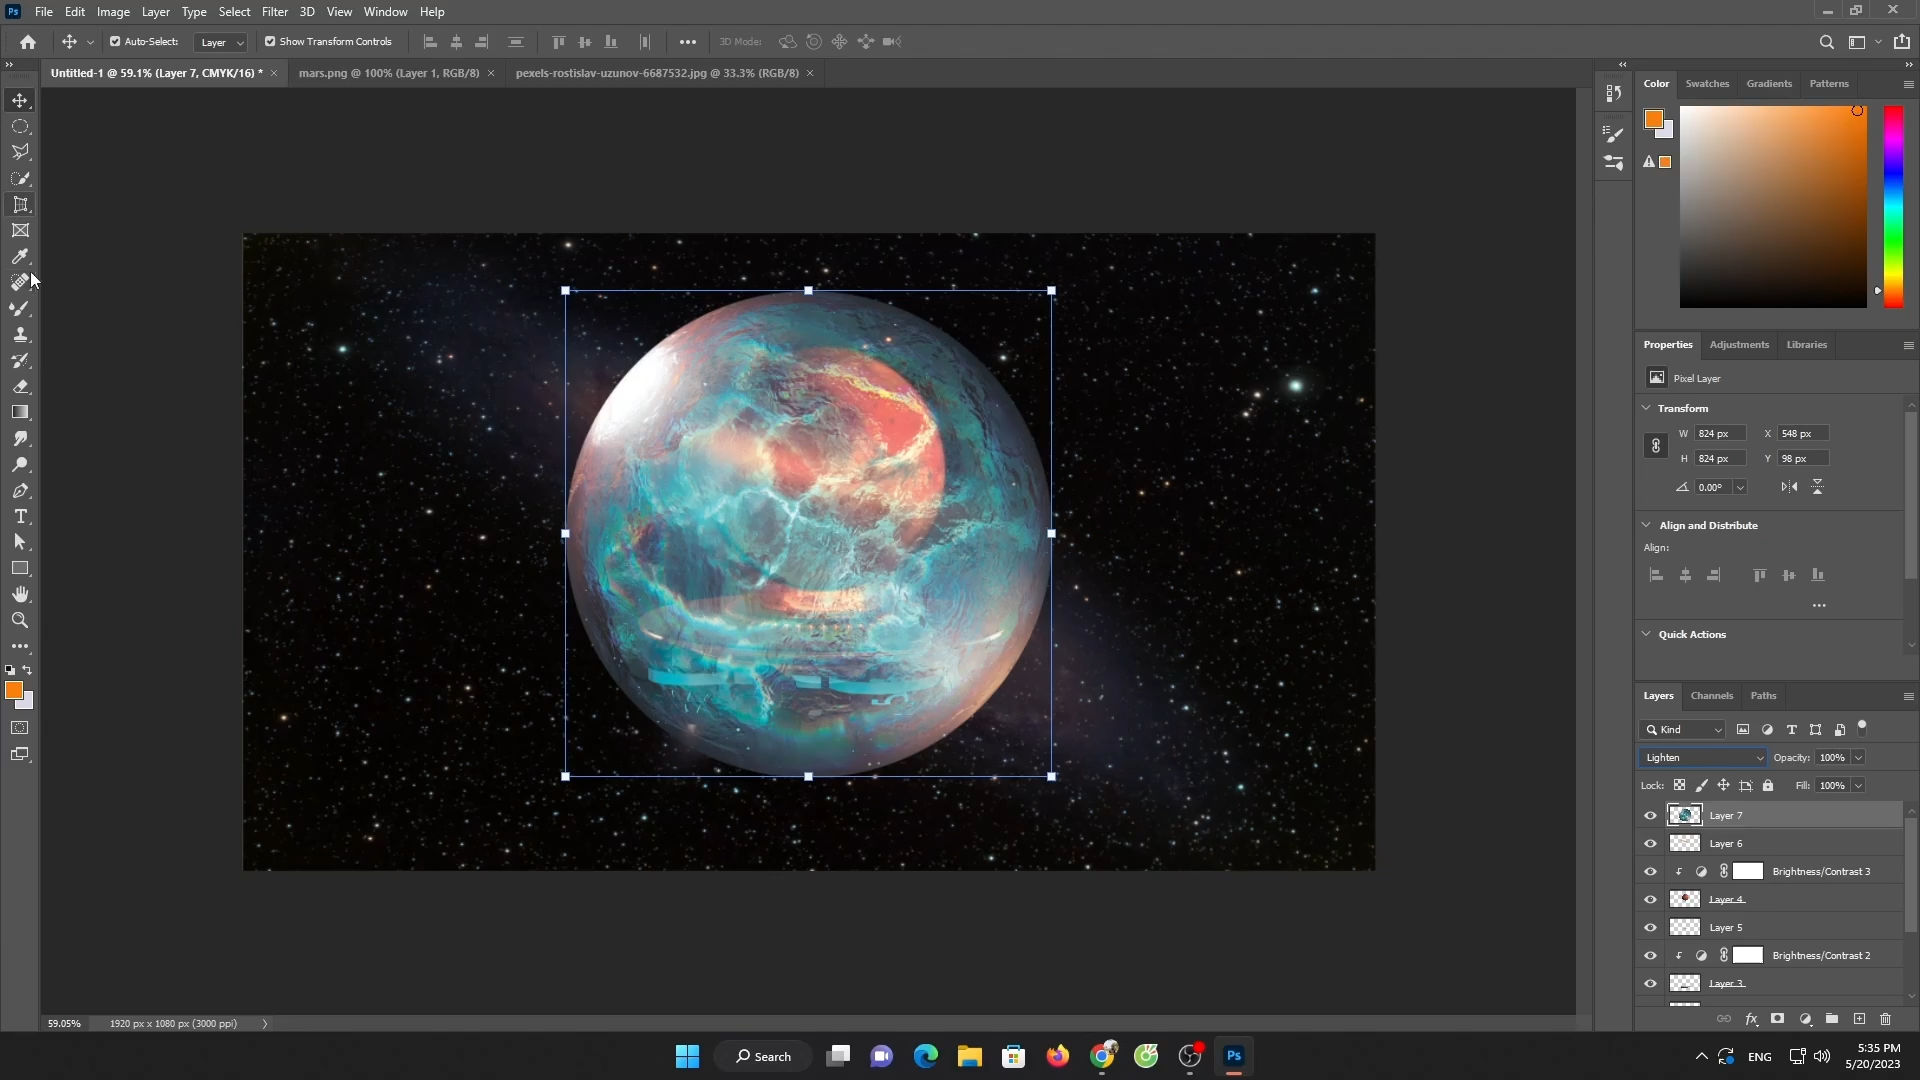 Ps File Edit Image Layer Type Select Filter 3D View Window Help
Auto-Select: Layer Show Transform Controls 3D Mode:
Untitled-1 @ 59.1% (Layer 7, CMYK/16) * mars.png @ 100% (Layer 1, RGB/8) pexels-rostislav-uzunov-6687532.jpg @ 33.3% (RGB/8)
Color Swatches Gradients Patterns
Properties Adjustments Libraries
Pixel Layer
Transform
W 824 px X 548 px
H 824 px Y 98 px
0.00°
Align and Distribute
Align:
Quick Actions
Layers Channels Paths
Kind
Lighten Opacity: 100%
Lock: Fill: 100%
Layer 7
Layer 6
Brightness/Contrast 3
Layer 4
Layer 5
Brightness/Contrast 2
Layer 3
fx
59.05% 1920 px x 1080 px (3000 ppi)
Search Ps ENG 5:35 PM
5/20/2023